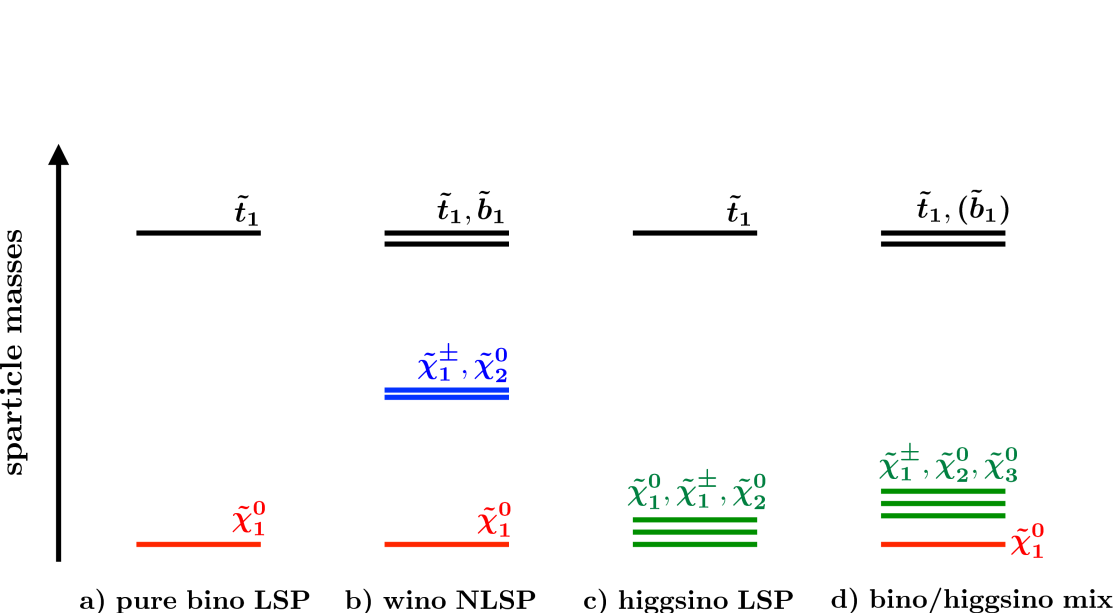 sparticle masses
t̃₁
χ̃₁⁰
a) pure bino LSP
t̃₁, b̃₁
χ̃₁±, χ̃₂⁰
χ̃₁⁰
b) wino NLSP
t̃₁
χ̃₁⁰, χ̃₁±, χ̃₂⁰
c) higgsino LSP
t̃₁, (b̃₁)
χ̃₁±, χ̃₂⁰, χ̃₃⁰
χ̃₁⁰
d) bino/higgsino mix